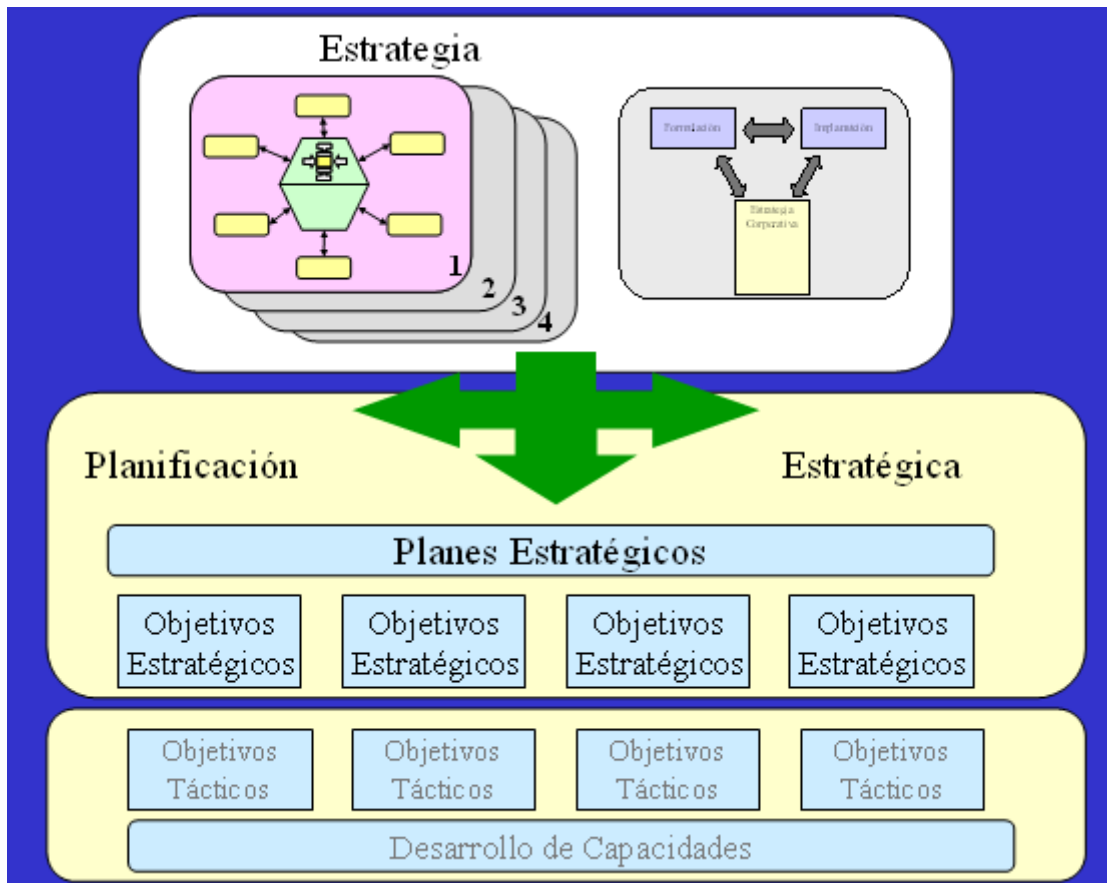 Estrategia
1
2
3
4
Formulación
Implantación
Estrategia
Corporativa
Planificación
Estratégica
Planes Estratégicos
Objetivos
Estratégicos
Objetivos
Estratégicos
Objetivos
Estratégicos
Objetivos
Estratégicos
Objetivos
Tácticos
Objetivos
Tácticos
Objetivos
Tácticos
Objetivos
Tácticos
Desarrollo de Capacidades